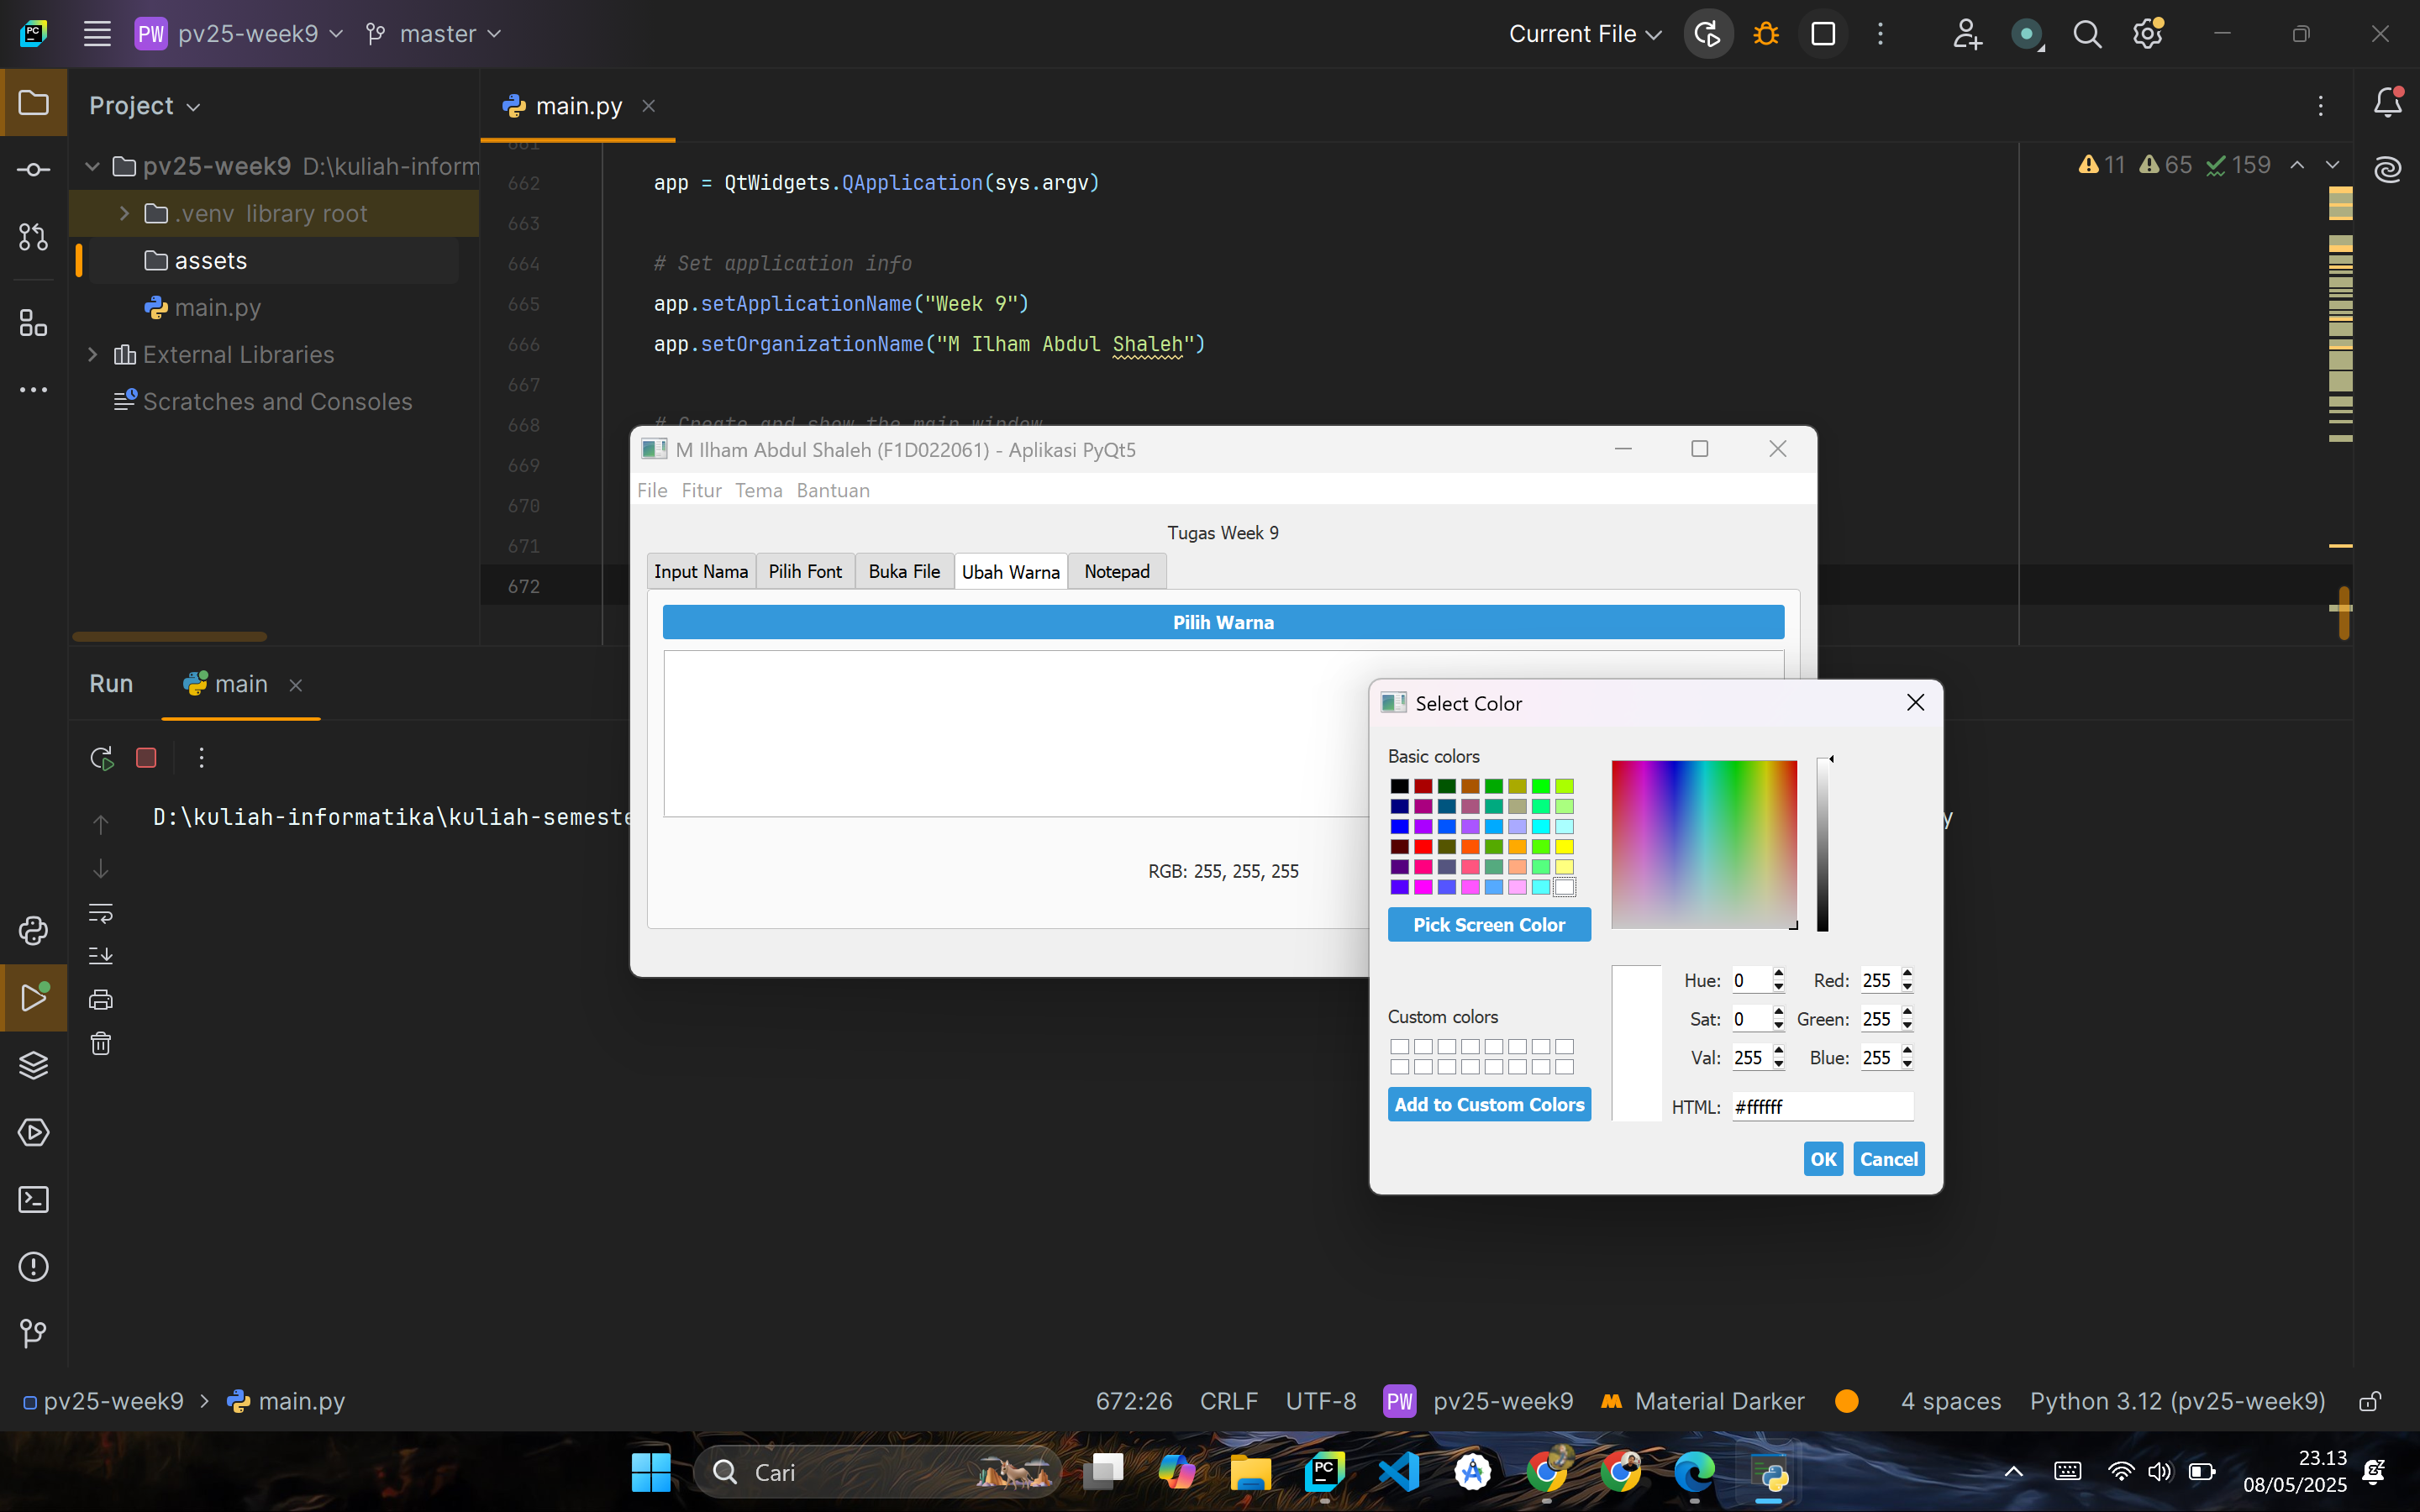 PC
PW pv25-week9
master
Current File
Project
main.py
pv25-week9 D:\kuliah-inform
.venv library root
assets
main.py
External Libraries
Scratches and Consoles
11 65 159
661
662 app = QtWidgets.QApplication(sys.argv)
663
664 # Set application info
665 app.setApplicationName("Week 9")
666 app.setOrganizationName("M Ilham Abdul Shaleh")
667
668 # Create and show the main window
669
670
671
672
M Ilham Abdul Shaleh (F1D022061) - Aplikasi PyQt5
File Fitur Tema Bantuan
Tugas Week 9
Input Nama Pilih Font Buka File Ubah Warna Notepad
Pilih Warna
RGB: 255, 255, 255
Select Color
Basic colors
Pick Screen Color
Custom colors
Add to Custom Colors
Hue: 0 Red: 255
Sat: 0 Green: 255
Val: 255 Blue: 255
HTML: #ffffff
OK Cancel
Run main
D:\kuliah-informatika\kuliah-semeste
y
pv25-week9 > main.py
672:26 CRLF UTF-8 PW pv25-week9 Material Darker 4 spaces Python 3.12 (pv25-week9)
Cari
PC
23.13
08/05/2025